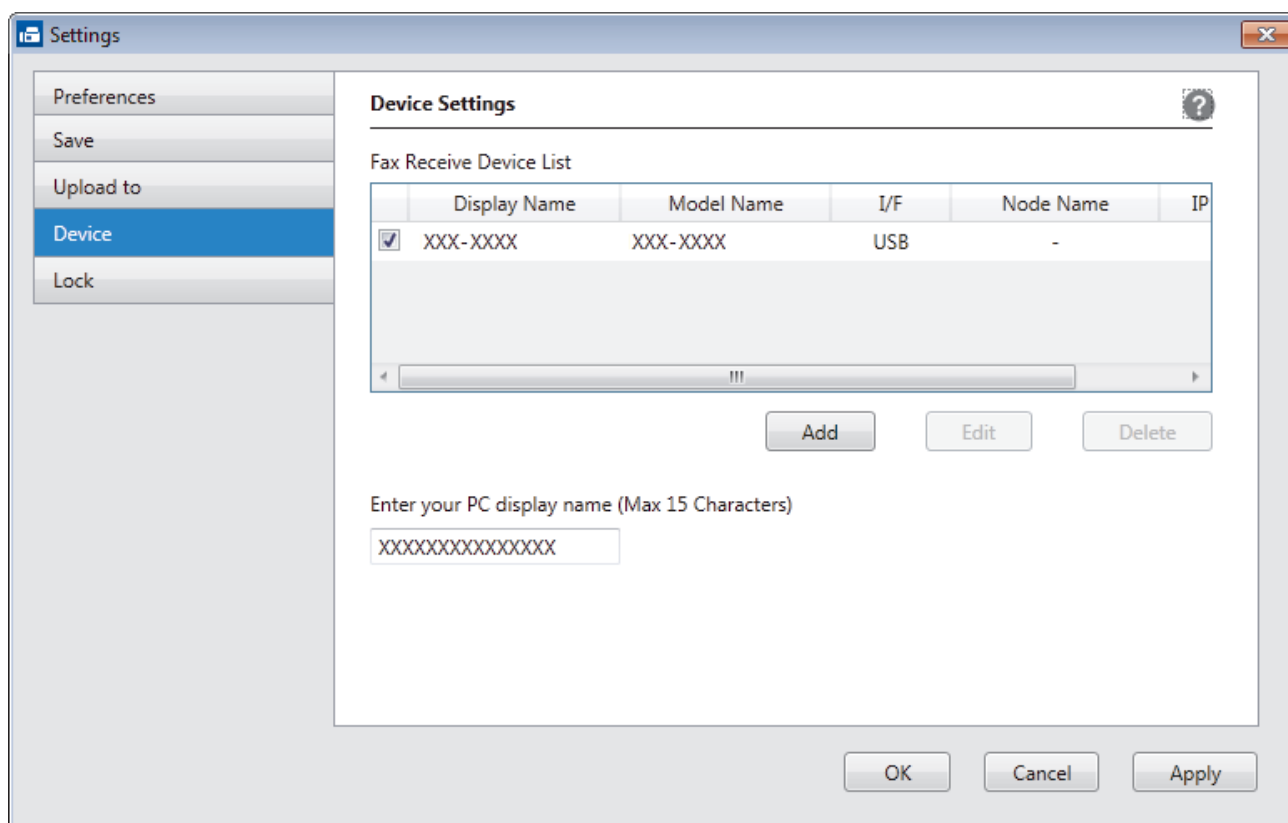 Settings
Preferences
Save
Upload to
Device
Lock
Device Settings
?
Fax Receive Device List
Display Name Model Name I/F Node Name IP
XXX-XXXX XXX-XXXX USB -
Add Edit Delete
Enter your PC display name (Max 15 Characters)
XXXXXXXXXXXXXXX
OK Cancel Apply